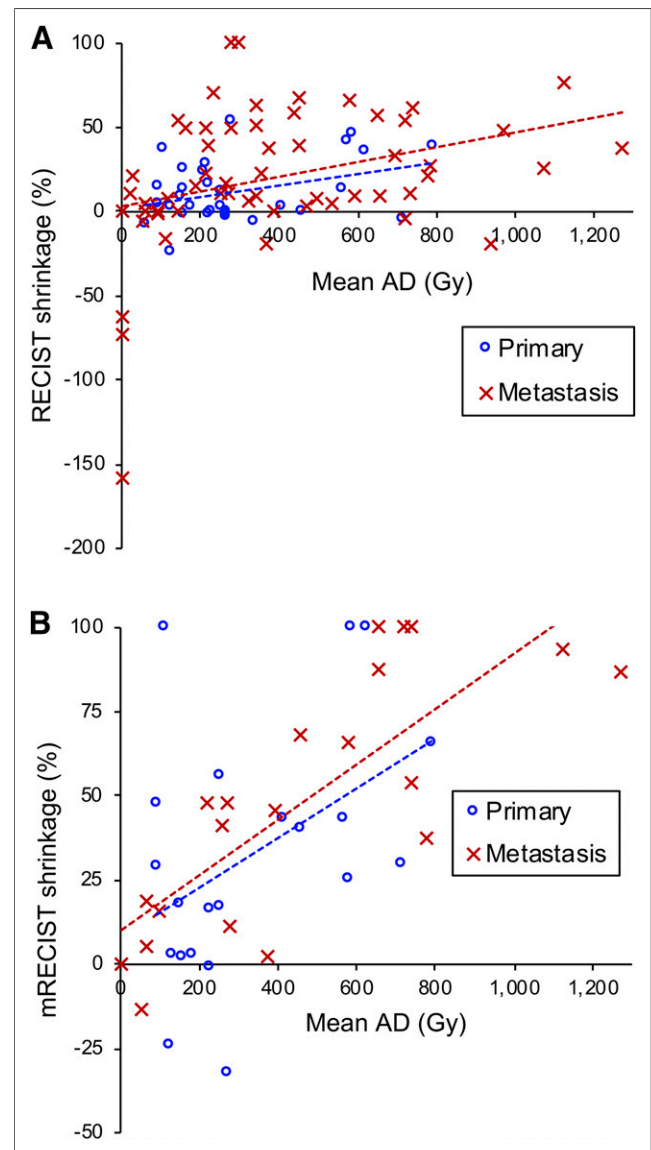 A
100
50
0
-50
-100
-150
-200
0 200 400 600 800 1,000 1,200
Mean AD (Gy)
RECIST shrinkage (%)
Primary
Metastasis
B
100
75
50
25
0
-25
-50
0 200 400 600 800 1,000 1,200
Mean AD (Gy)
mRECIST shrinkage (%)
Primary
Metastasis